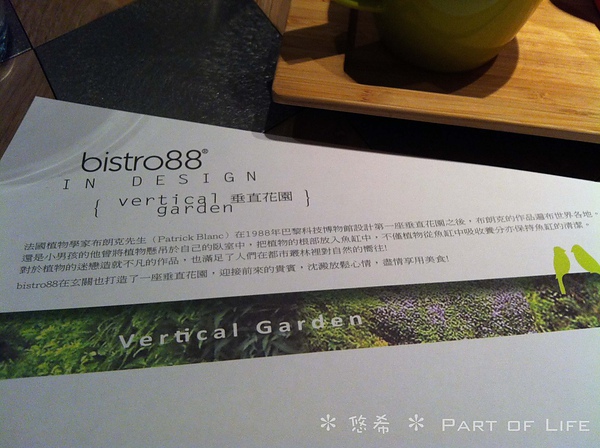 bistro88®
IN DESIGN
{ vertical 垂直花園 }
garden
法國植物學家布朗克先生（Patrick Blanc）在1988年巴黎科技博物館設計第一座垂直花園之後，布朗克的作品遍布世界各地。
還是小男孩的他曾將植物懸吊於自己的臥室中，把植物的根部放入魚缸中，不僅植物從魚缸中吸收養分亦保持魚缸的清潔。
對於植物的迷戀造就不凡的作品，也滿足了人們在都市叢林裡對自然的嚮往!
bistro88在玄關也打造了一座垂直花園，迎接前來的貴賓，沈澱放鬆心情，盡情享用美食!
Vertical Garden
＊ 悠希 ＊ PART OF LIFE